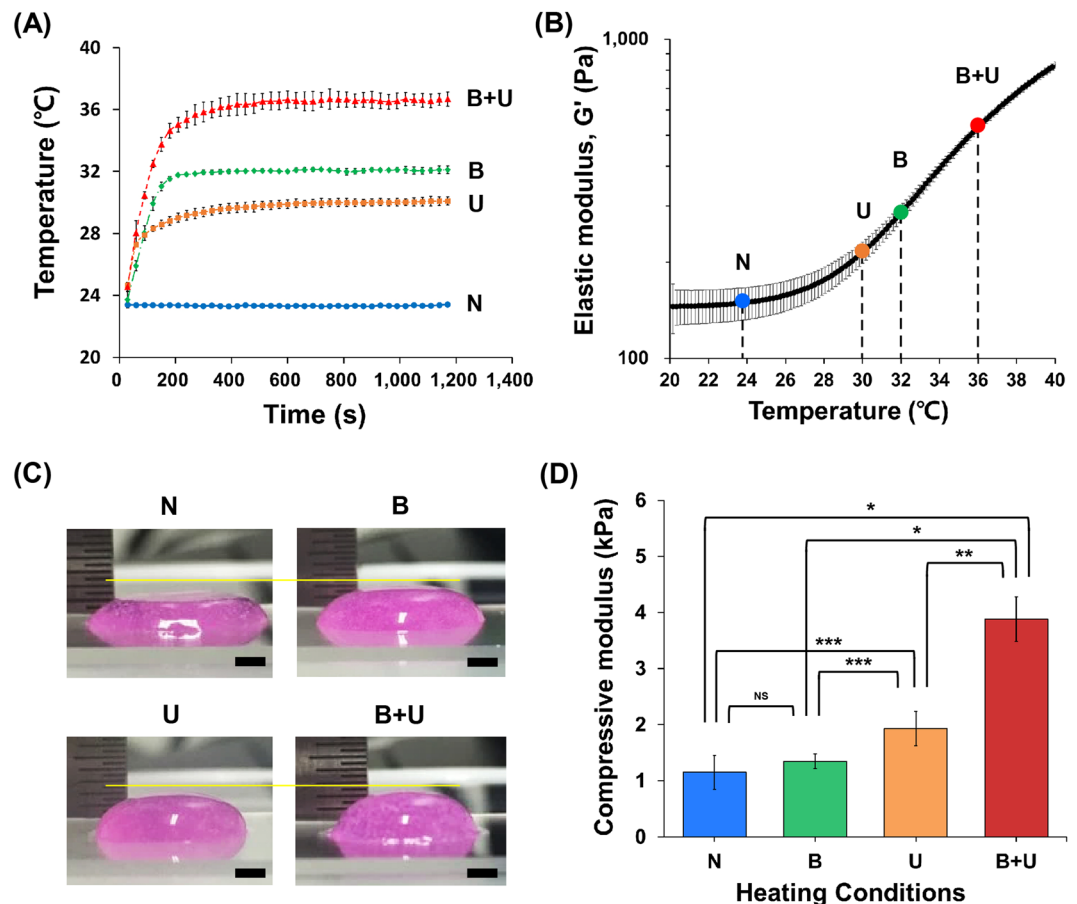 (A)
Temperature (℃)
40
36
32
28
24
20
B+U
B
U
N
0 200 400 600 800 1,000 1,200 1,400
Time (s)
(B)
Elastic modulus, G' (Pa)
1,000
100
N
U
B
B+U
20 22 24 26 28 30 32 34 36 38 40
Temperature (℃)
(C)
N B
U B+U
(D)
Compressive modulus (kPa)
6
5
4
3
2
1
0
*
*
**
***
***
NS
N B U B+U
Heating Conditions